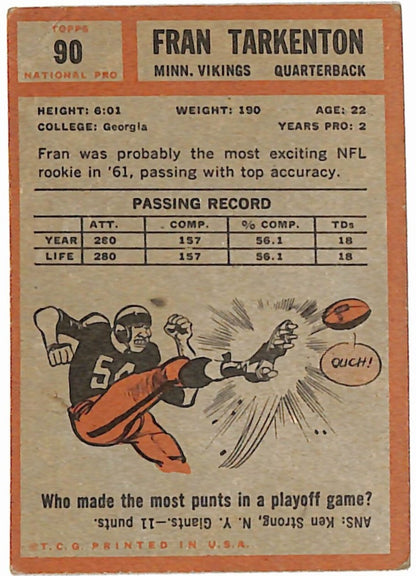 TOPPS
90
NATIONAL PRO
FRAN TARKENTON
MINN. VIKINGS QUARTERBACK
HEIGHT: 6:01 WEIGHT: 190 AGE: 22
COLLEGE: Georgia YEARS PRO: 2
Fran was probably the most exciting NFL
rookie in '61, passing with top accuracy.
PASSING RECORD
ATT. COMP. % COMP. TDs
YEAR 280 157 56.1 18
LIFE 280 157 56.1 18
54
OUCH!
Who made the most punts in a playoff game?
ANS: Ken Strong, N. Y. Giants.—11 punts.
©T.C.G. PRINTED IN U.S.A.